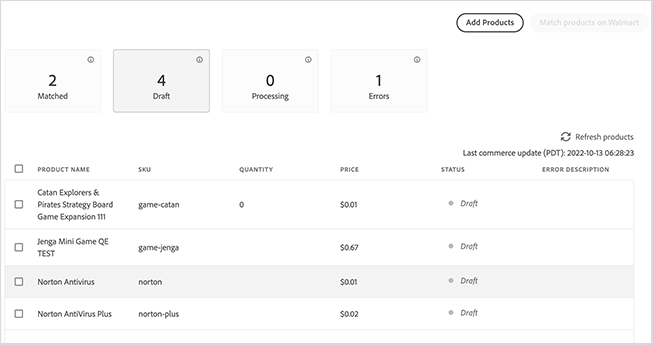 Add Products
Match products on Walmart
2
Matched
4
Draft
0
Processing
1
Errors
Refresh products
Last commerce update (PDT): 2022-10-13 06:28:23
PRODUCT NAME SKU QUANTITY PRICE STATUS ERROR DESCRIPTION
Catan Explorers &
Pirates Strategy Board
Game Expansion 111
game-catan 0 $0.01 Draft
Jenga Mini Game QE
TEST
game-jenga $0.67 Draft
Norton Antivirus norton $0.01 Draft
Norton AntiVirus Plus norton-plus $0.02 Draft